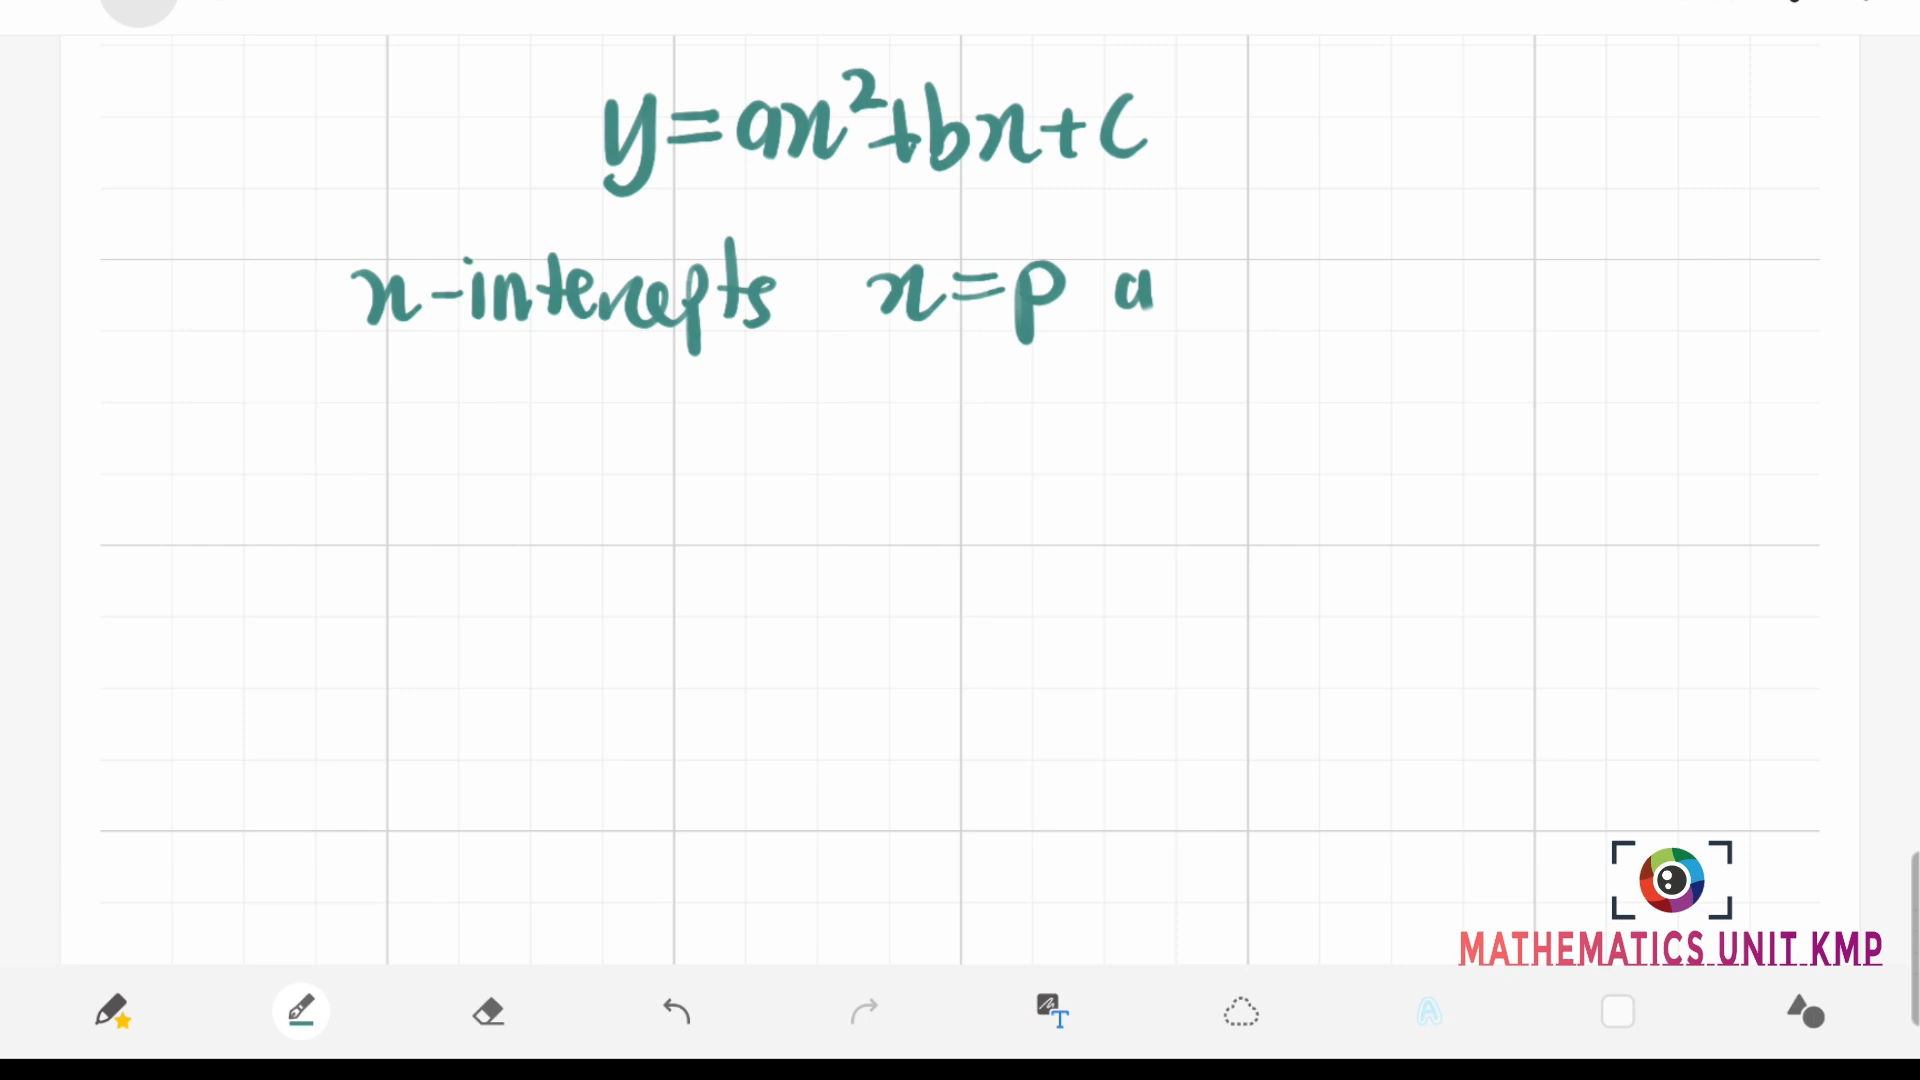 y=ax²+bx+c
x-intercepts x=p a
MATHEMATICS UNIT KMP